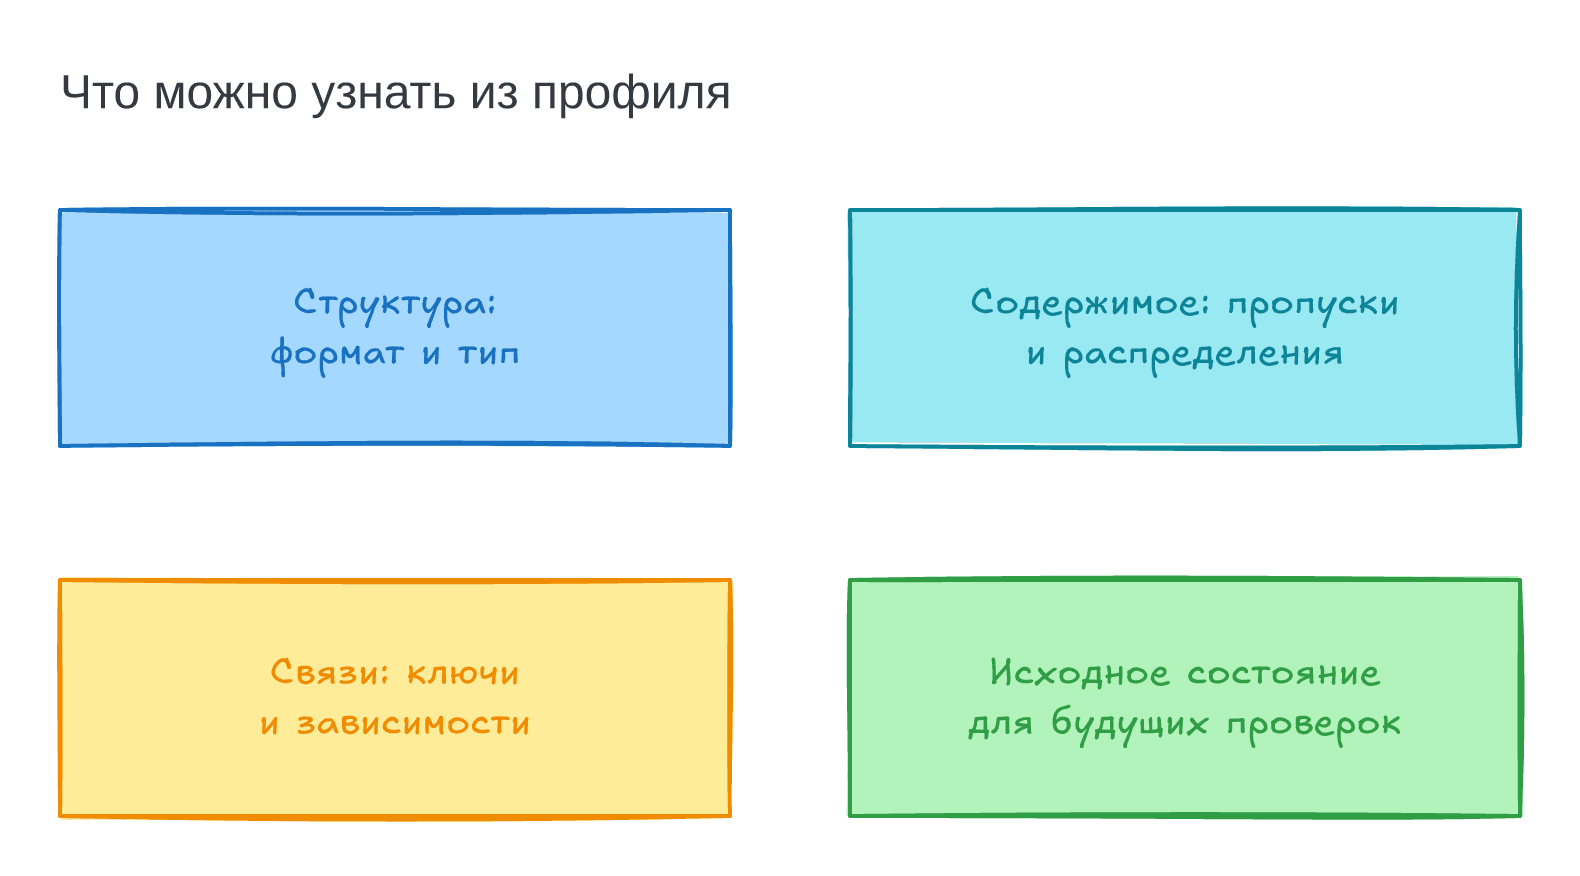 Что можно узнать из профиля
Структура:
формат и тип
Содержимое: пропуски
и распределения
Связи: ключи
и зависимости
Исходное состояние
для будущих проверок